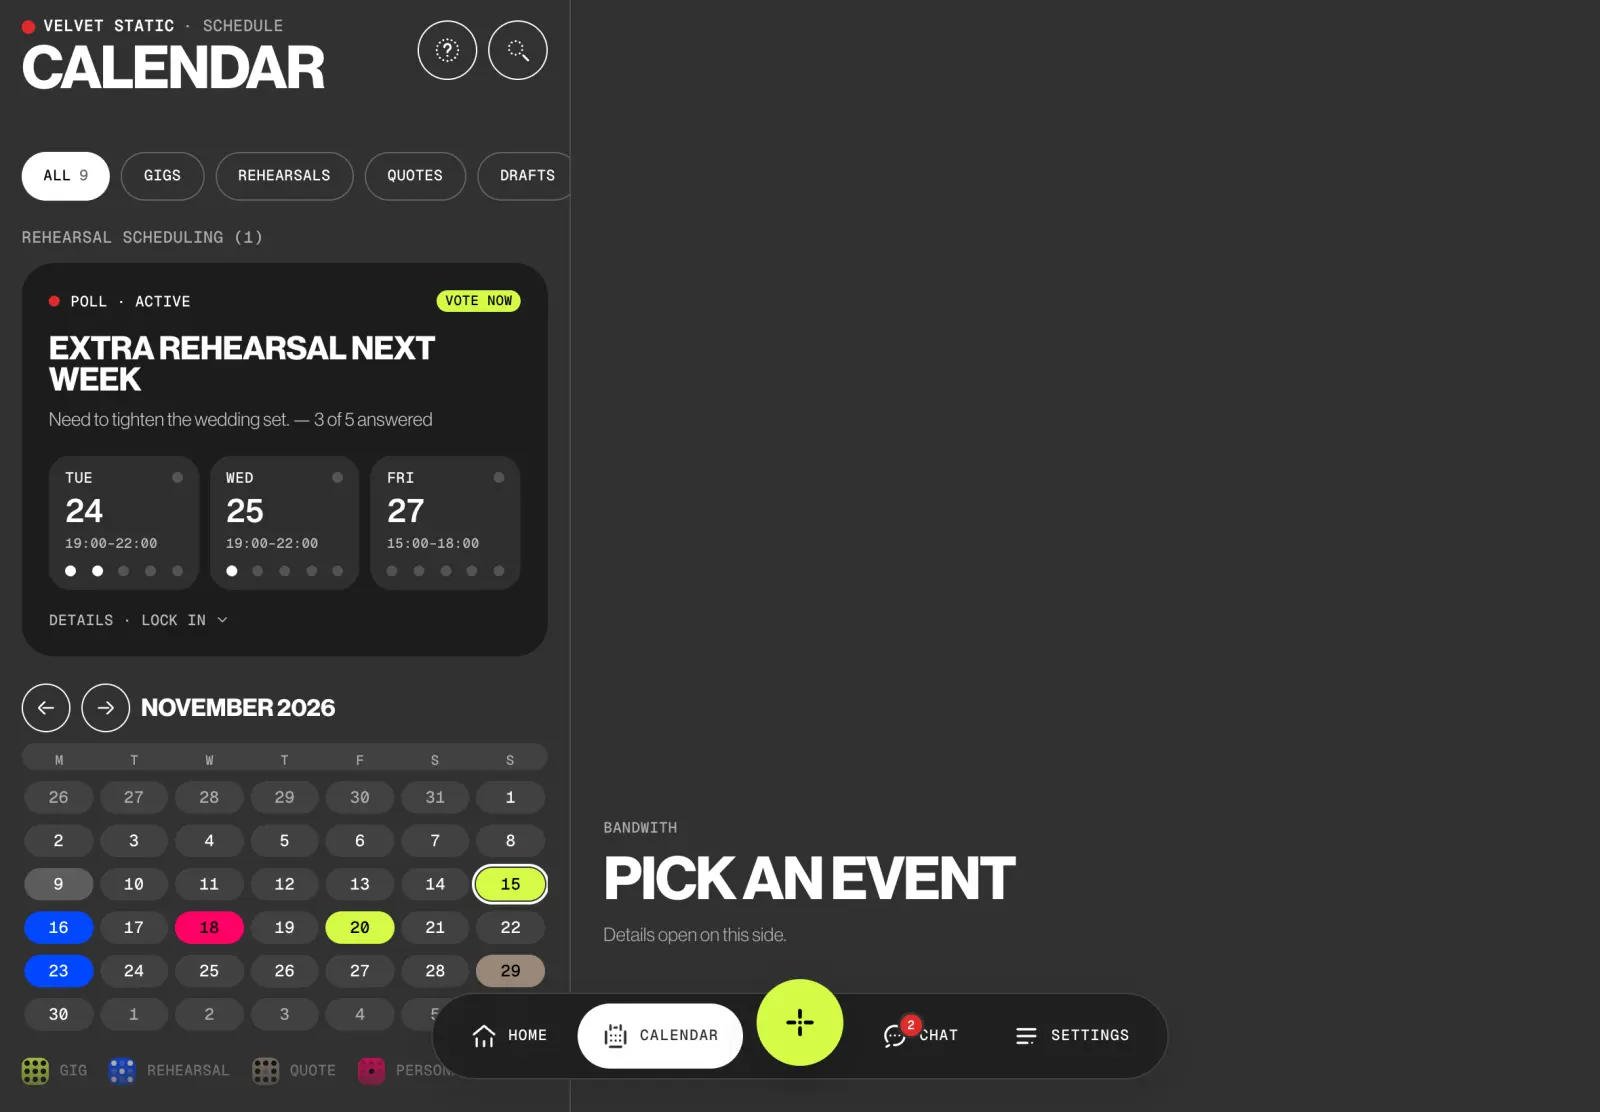 VELVET STATIC · SCHEDULE
CALENDAR
ALL 9
GIGS
REHEARSALS
QUOTES
DRAFTS
REHEARSAL SCHEDULING (1)
POLL · ACTIVE
VOTE NOW
EXTRA REHEARSAL NEXT
WEEK
Need to tighten the wedding set. — 3 of 5 answered
TUE
24
19:00–22:00
WED
25
19:00–22:00
FRI
27
15:00–18:00
DETAILS · LOCK IN
NOVEMBER 2026
M T W T F S S
26 27 28 29 30 31 1
2 3 4 5 6 7 8
9 10 11 12 13 14 15
16 17 18 19 20 21 22
23 24 25 26 27 28 29
30 1 2 3 4 5
GIG REHEARSAL QUOTE
BANDWITH
PICK AN EVENT
Details open on this side.
HOME
CALENDAR
2
CHAT
SETTINGS